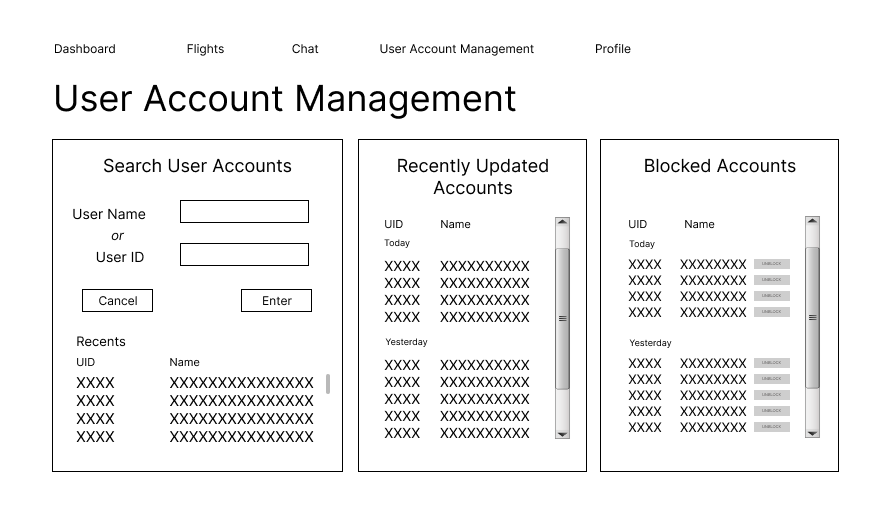 Dashboard Flights Chat User Account Management Profile
User Account Management
Search User Accounts
User Name
or
User ID
Cancel Enter
Recents
UID Name
XXXX XXXXXXXXXXXXXXX
XXXX XXXXXXXXXXXXXXX
XXXX XXXXXXXXXXXXXXX
XXXX XXXXXXXXXXXXXXX
Recently Updated
Accounts
UID Name
Today
XXXX XXXXXXXXXX
XXXX XXXXXXXXXX
XXXX XXXXXXXXXX
XXXX XXXXXXXXXX
Yesterday
XXXX XXXXXXXXXX
XXXX XXXXXXXXXX
XXXX XXXXXXXXXX
XXXX XXXXXXXXXX
XXXX XXXXXXXXXX
Blocked Accounts
UID Name
Today
XXXX XXXXXXXX UNBLOCK
XXXX XXXXXXXX UNBLOCK
XXXX XXXXXXXX UNBLOCK
XXXX XXXXXXXX UNBLOCK
Yesterday
XXXX XXXXXXXX UNBLOCK
XXXX XXXXXXXX UNBLOCK
XXXX XXXXXXXX UNBLOCK
XXXX XXXXXXXX UNBLOCK
XXXX XXXXXXXX UNBLOCK